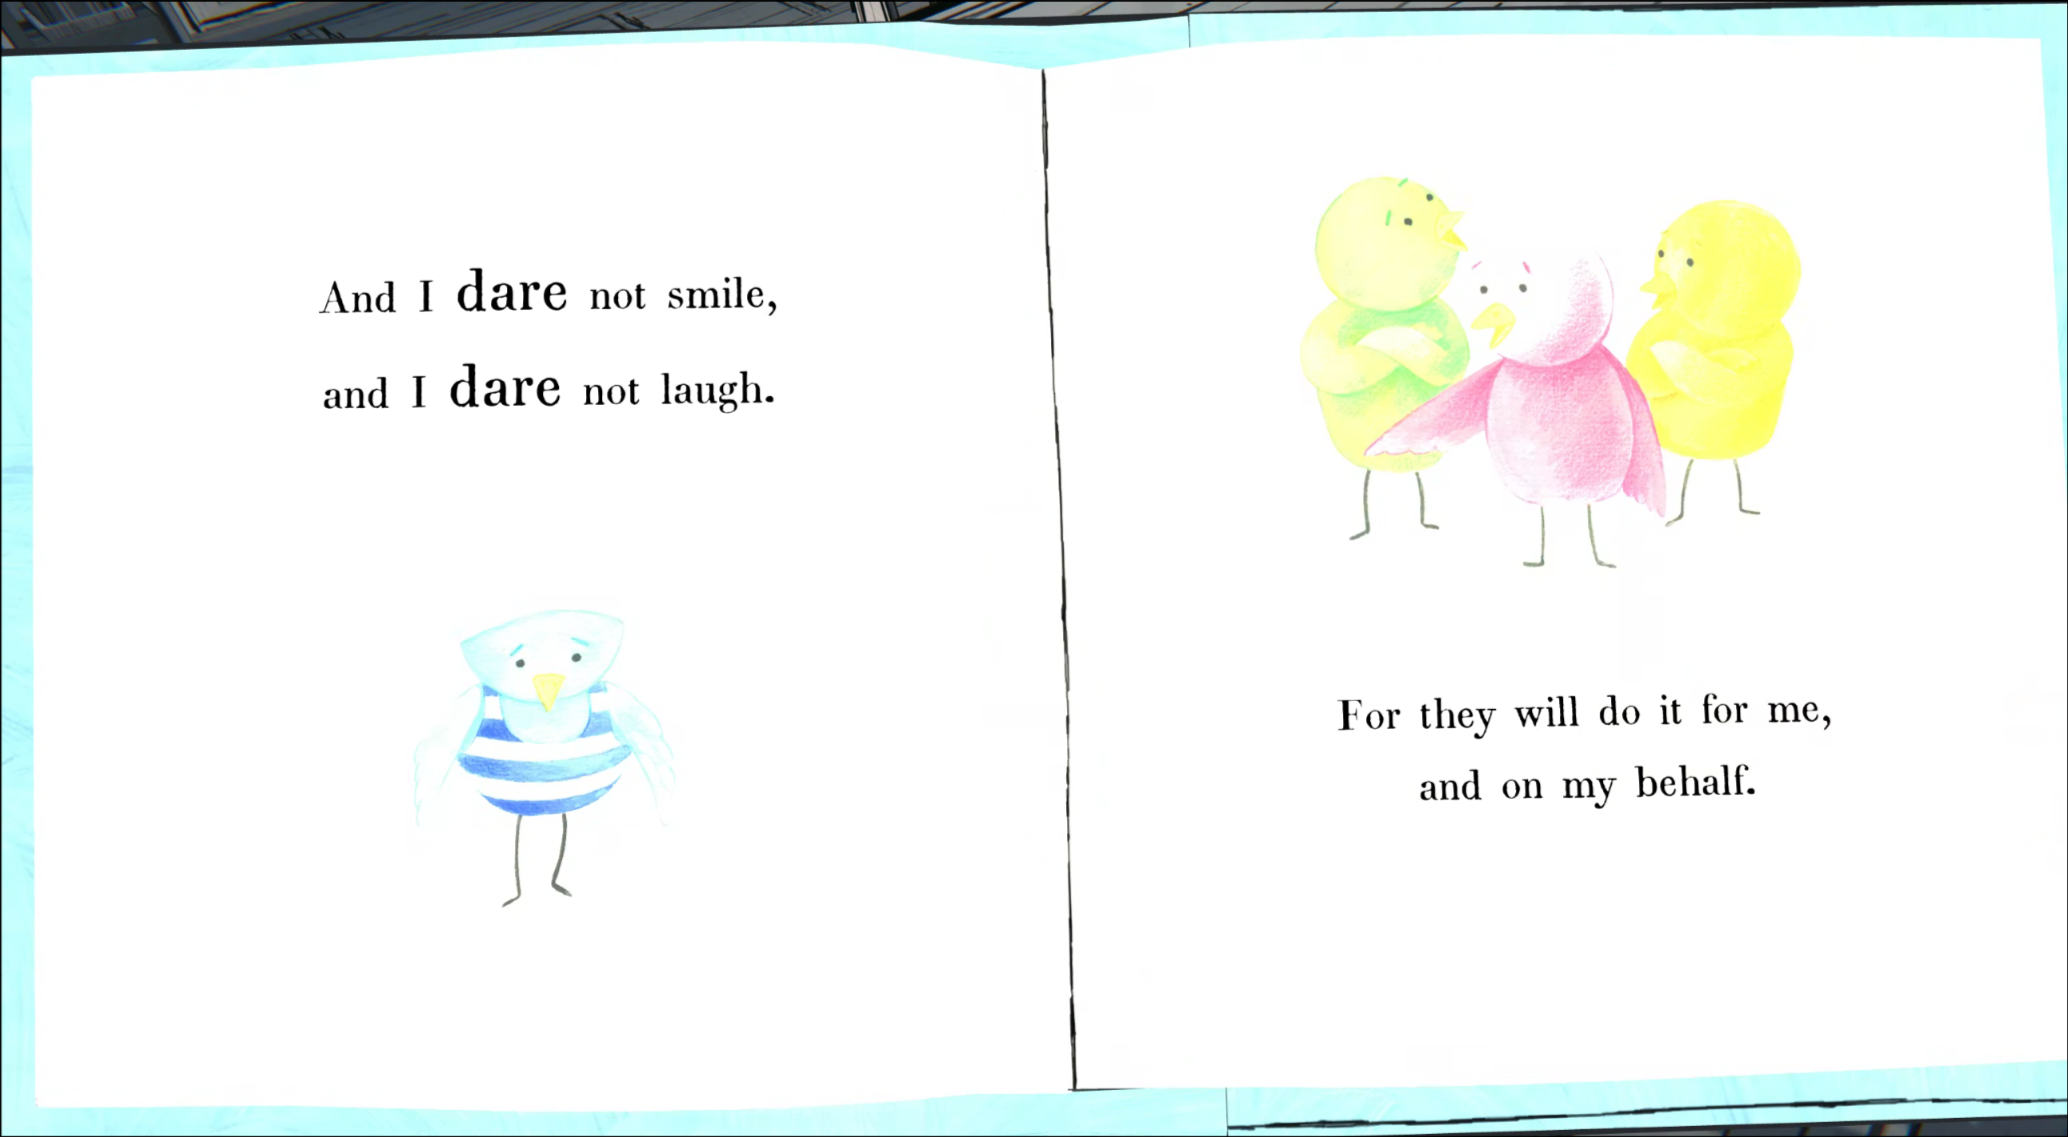 And I dare not smile,
and I dare not laugh.
For they will do it for me,
and on my behalf.